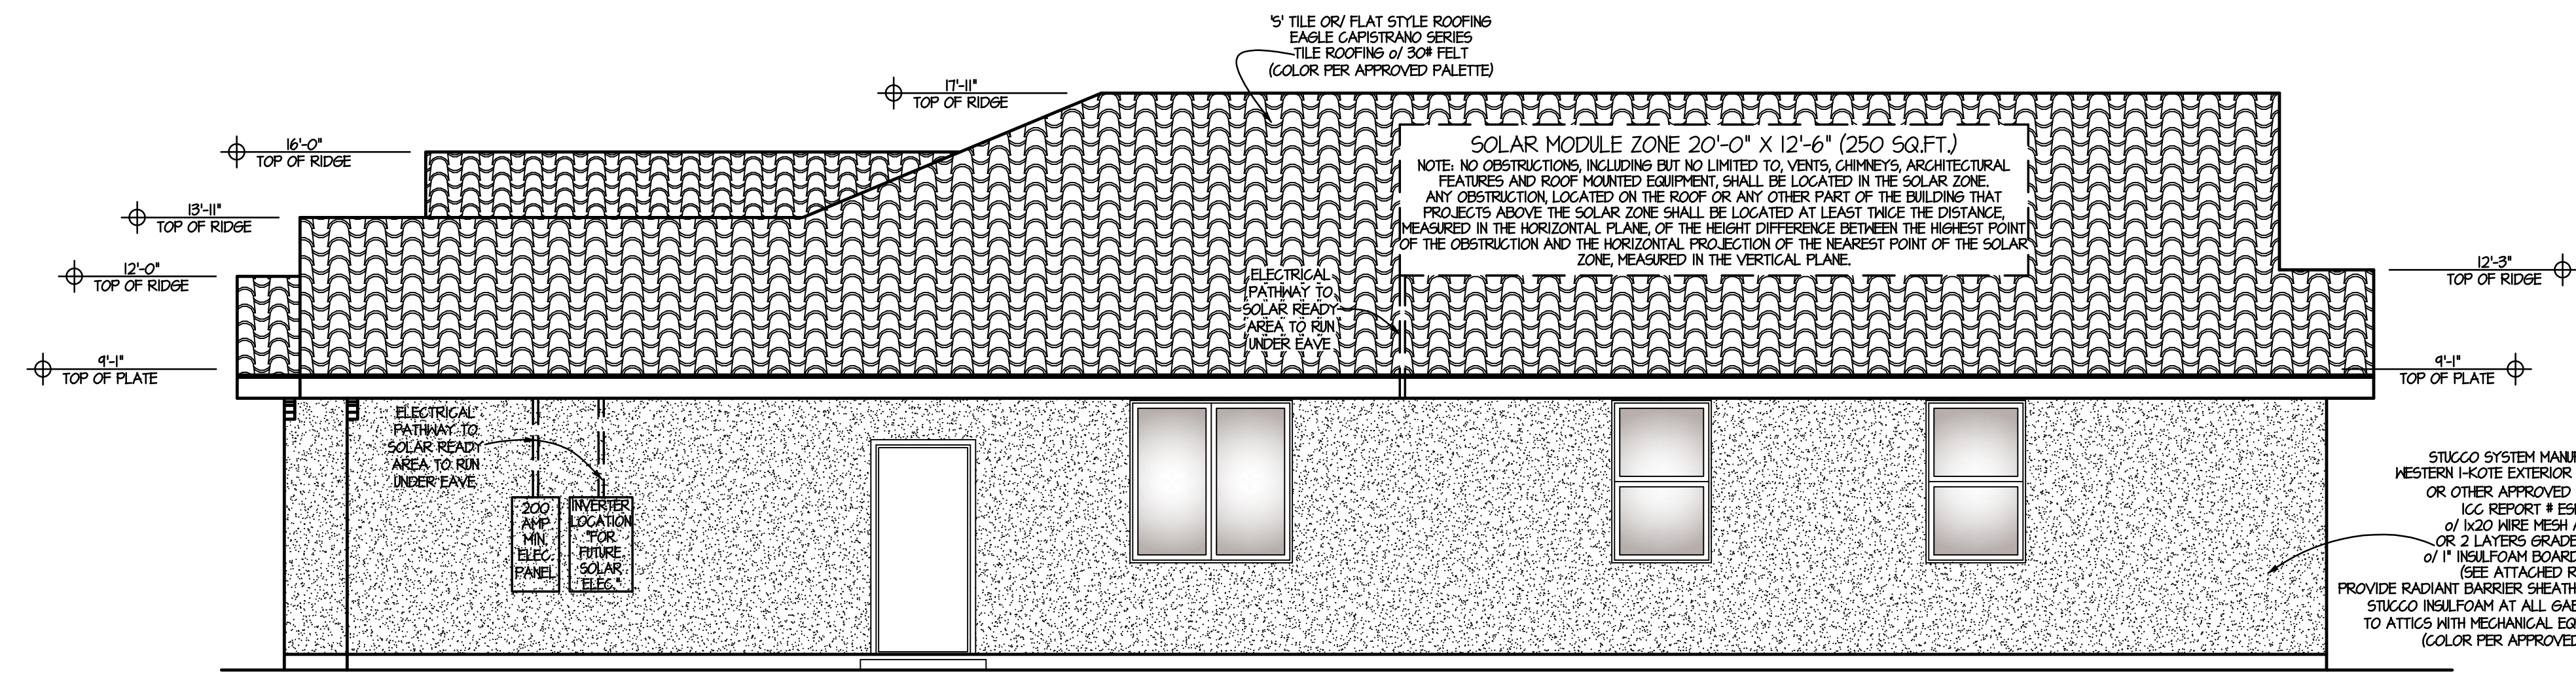 'S' TILE OR/ FLAT STYLE ROOFING
EAGLE CAPISTRANO SERIES
TILE ROOFING o/ 30# FELT
(COLOR PER APPROVED PALETTE)
17'-11"
TOP OF RIDGE
16'-0"
TOP OF RIDGE
13'-11"
TOP OF RIDGE
12'-0"
TOP OF RIDGE
9'-1"
TOP OF PLATE
SOLAR MODULE ZONE 20'-0" X 12'-6" (250 SQ.FT.)
NOTE: NO OBSTRUCTIONS, INCLUDING BUT NO LIMITED TO, VENTS, CHIMNEYS, ARCHITECTURAL
FEATURES AND ROOF MOUNTED EQUIPMENT, SHALL BE LOCATED IN THE SOLAR ZONE.
ANY OBSTRUCTION, LOCATED ON THE ROOF OR ANY OTHER PART OF THE BUILDING THAT
PROJECTS ABOVE THE SOLAR ZONE SHALL BE LOCATED AT LEAST TWICE THE DISTANCE,
MEASURED IN THE HORIZONTAL PLANE, OF THE HEIGHT DIFFERENCE BETWEEN THE HIGHEST POINT
OF THE OBSTRUCTION AND THE HORIZONTAL PROJECTION OF THE NEAREST POINT OF THE SOLAR
ZONE, MEASURED IN THE VERTICAL PLANE.
ELECTRICAL
PATHWAY TO
SOLAR READY
AREA TO RUN
UNDER EAVE
12'-3"
TOP OF RIDGE
9'-1"
TOP OF PLATE
ELECTRICAL
PATHWAY TO
SOLAR READY
AREA TO RUN
UNDER EAVE
200
AMP
MIN.
ELEC.
PANEL
INVERTER
LOCATION
"FOR
FUTURE
SOLAR
ELEC."
STUCCO SYSTEM
WESTERN 1-KOTE EXTERIOR
OR OTHER APPROVED
ICC REPORT #
o/ 1x20 WIRE MESH
OR 2 LAYERS GRADE
o/ 1" INSULFOAM BOARD
(SEE ATTACHED
PROVIDE RADIANT BARRIER
STUCCO INSULFOAM AT ALL
TO ATTICS WITH MECHANICAL
(COLOR PER